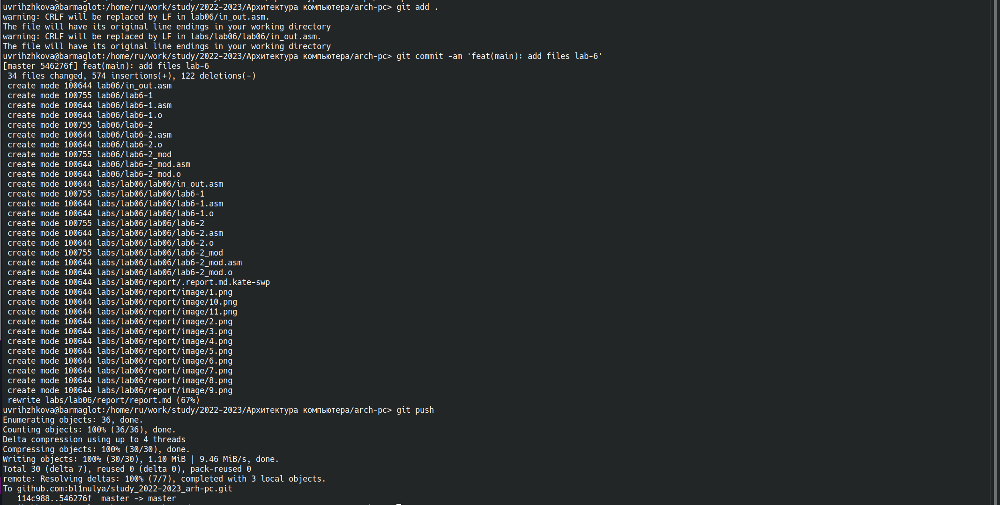 uvrihzhkova@barmaglot:/home/ru/work/study/2022-2023/Архитектура компьютера/arch-pc> git add .
warning: CRLF will be replaced by LF in lab06/in_out.asm.
The file will have its original line endings in your working directory
warning: CRLF will be replaced by LF in labs/lab06/lab06/in_out.asm.
The file will have its original line endings in your working directory
uvrihzhkova@barmaglot:/home/ru/work/study/2022-2023/Архитектура компьютера/arch-pc> git commit -am 'feat(main): add files lab-6'
[master 546276f] feat(main): add files lab-6
 34 files changed, 574 insertions(+), 122 deletions(-)
 create mode 100644 lab06/in_out.asm
 create mode 100755 lab06/lab6-1
 create mode 100644 lab06/lab6-1.asm
 create mode 100644 lab06/lab6-1.o
 create mode 100755 lab06/lab6-2
 create mode 100644 lab06/lab6-2.asm
 create mode 100644 lab06/lab6-2.o
 create mode 100755 lab06/lab6-2_mod
 create mode 100644 lab06/lab6-2_mod.asm
 create mode 100644 lab06/lab6-2_mod.o
 create mode 100644 labs/lab06/lab06/in_out.asm
 create mode 100755 labs/lab06/lab06/lab6-1
 create mode 100644 labs/lab06/lab06/lab6-1.asm
 create mode 100644 labs/lab06/lab06/lab6-1.o
 create mode 100755 labs/lab06/lab06/lab6-2
 create mode 100644 labs/lab06/lab06/lab6-2.asm
 create mode 100644 labs/lab06/lab06/lab6-2.o
 create mode 100755 labs/lab06/lab06/lab6-2_mod
 create mode 100644 labs/lab06/lab06/lab6-2_mod.asm
 create mode 100644 labs/lab06/lab06/lab6-2_mod.o
 create mode 100644 labs/lab06/report/.report.md.kate-swp
 create mode 100644 labs/lab06/report/image/1.png
 create mode 100644 labs/lab06/report/image/10.png
 create mode 100644 labs/lab06/report/image/11.png
 create mode 100644 labs/lab06/report/image/2.png
 create mode 100644 labs/lab06/report/image/3.png
 create mode 100644 labs/lab06/report/image/4.png
 create mode 100644 labs/lab06/report/image/5.png
 create mode 100644 labs/lab06/report/image/6.png
 create mode 100644 labs/lab06/report/image/7.png
 create mode 100644 labs/lab06/report/image/8.png
 create mode 100644 labs/lab06/report/image/9.png
 rewrite labs/lab06/report/report.md (67%)
uvrihzhkova@barmaglot:/home/ru/work/study/2022-2023/Архитектура компьютера/arch-pc> git push
Enumerating objects: 36, done.
Counting objects: 100% (36/36), done.
Delta compression using up to 4 threads
Compressing objects: 100% (30/30), done.
Writing objects: 100% (30/30), 1.10 MiB | 9.46 MiB/s, done.
Total 30 (delta 7), reused 0 (delta 0), pack-reused 0
remote: Resolving deltas: 100% (7/7), completed with 3 local objects.
To github.com:bl1nulya/study_2022-2023_arh-pc.git
   114c988..546276f  master -> master